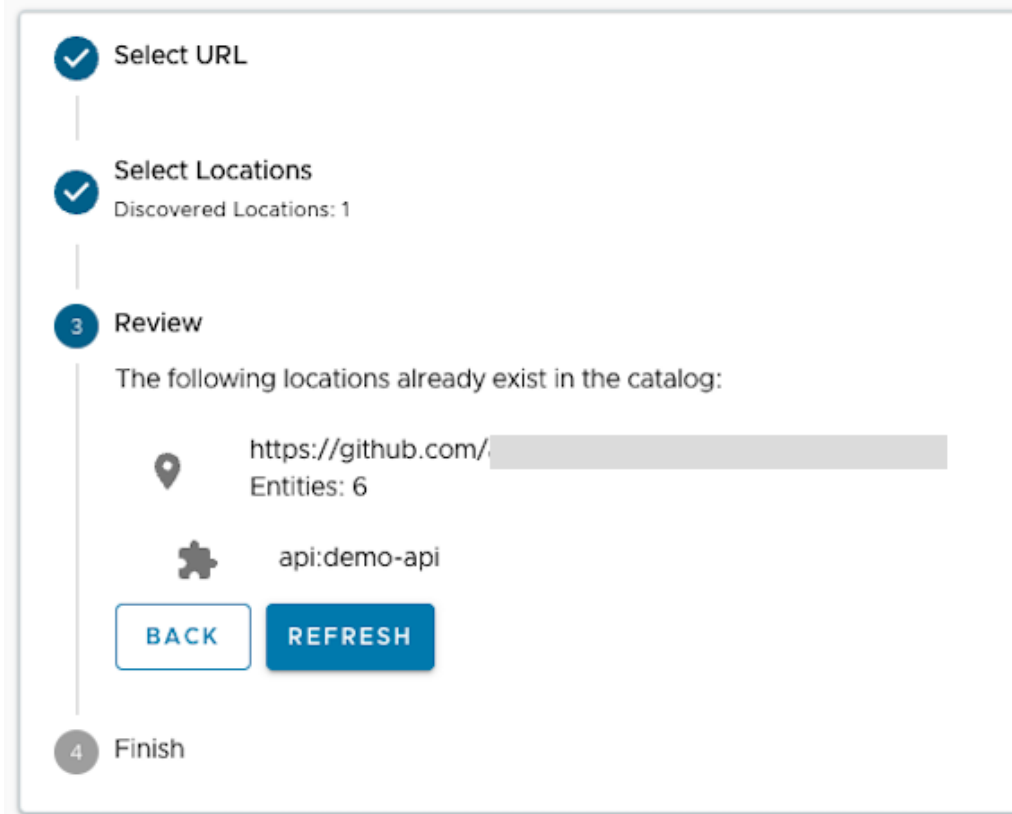 Select URL
Select Locations
Discovered Locations: 1
3
Review
The following locations already exist in the catalog:
https://github.com/
Entities: 6
api:demo-api
BACK
REFRESH
4
Finish